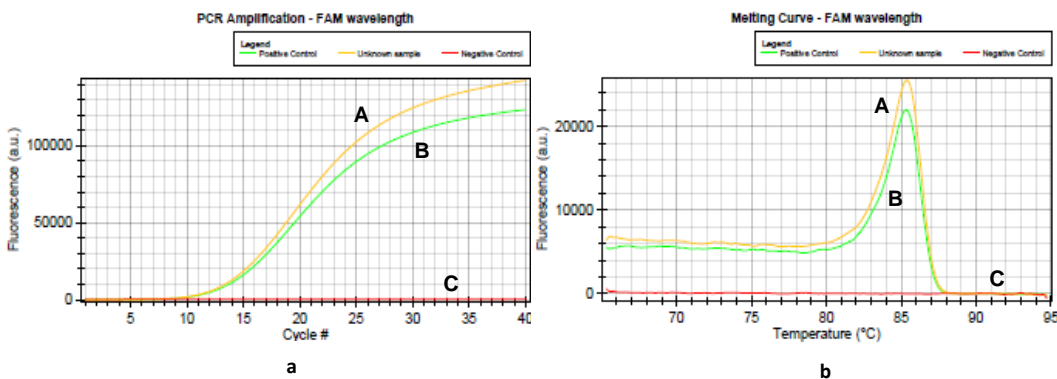 PCR Amplification - FAM wavelength
Legend
Positive Control Unknown sample Negative Control
A
B
C
100000
50000
0
Fluorescence (a.u.)
5 10 15 20 25 30 35 40
Cycle #
a
Melting Curve - FAM wavelength
Legend
Positive Control Unknown sample Negative Control
A
B
C
20000
10000
0
Fluorescence (a.u.)
70 75 80 85 90 95
Temperature (ºC)
b